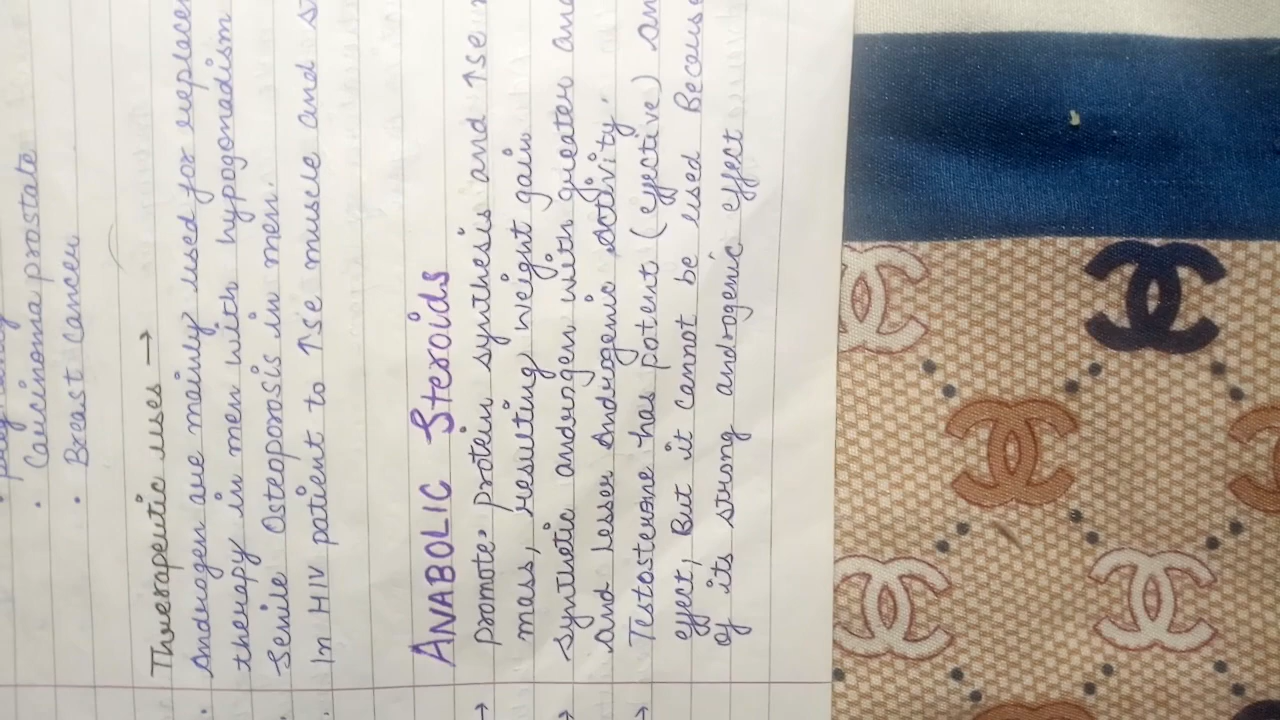 • Carcinoma prostate
• Breast cancer
Therapeutic uses →
• Androgen are mainly used for replacem
therapy in men with hypogonadism
• Senile Osteoporosis in men.
• In HIV patient to ↑se muscle and st
ANABOLIC Steroids
→ promote protein synthesis and ↑se m
mass, resulting weight gain
→ synthetic androgen with greater ana
and lesser Androgenic activity.
→ Testosterone has potent (effective) an
effect, But it cannot be used Because
of its strong androgenic effect